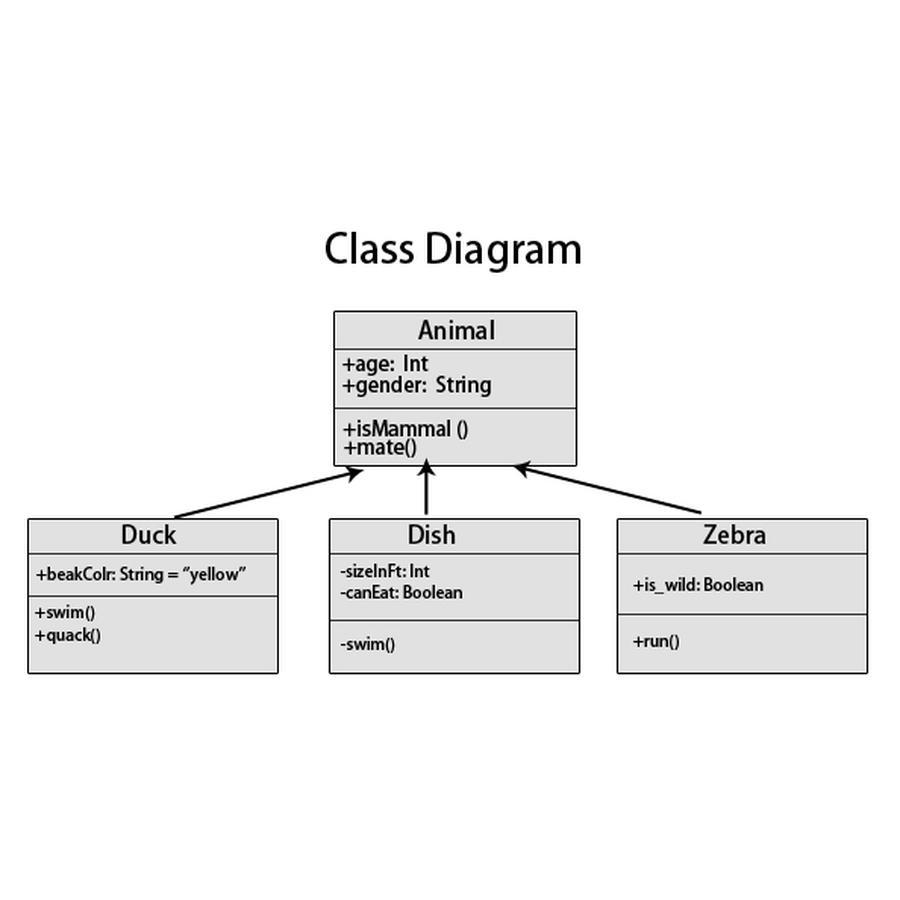 Class Diagram
Animal
+age: Int
+gender: String
+isMammal ()
+mate()
Duck
+beakColr: String = “yellow”
+swim()
+quack()
Dish
-sizeInFt: Int
-canEat: Boolean
-swim()
Zebra
+is_wild: Boolean
+run()